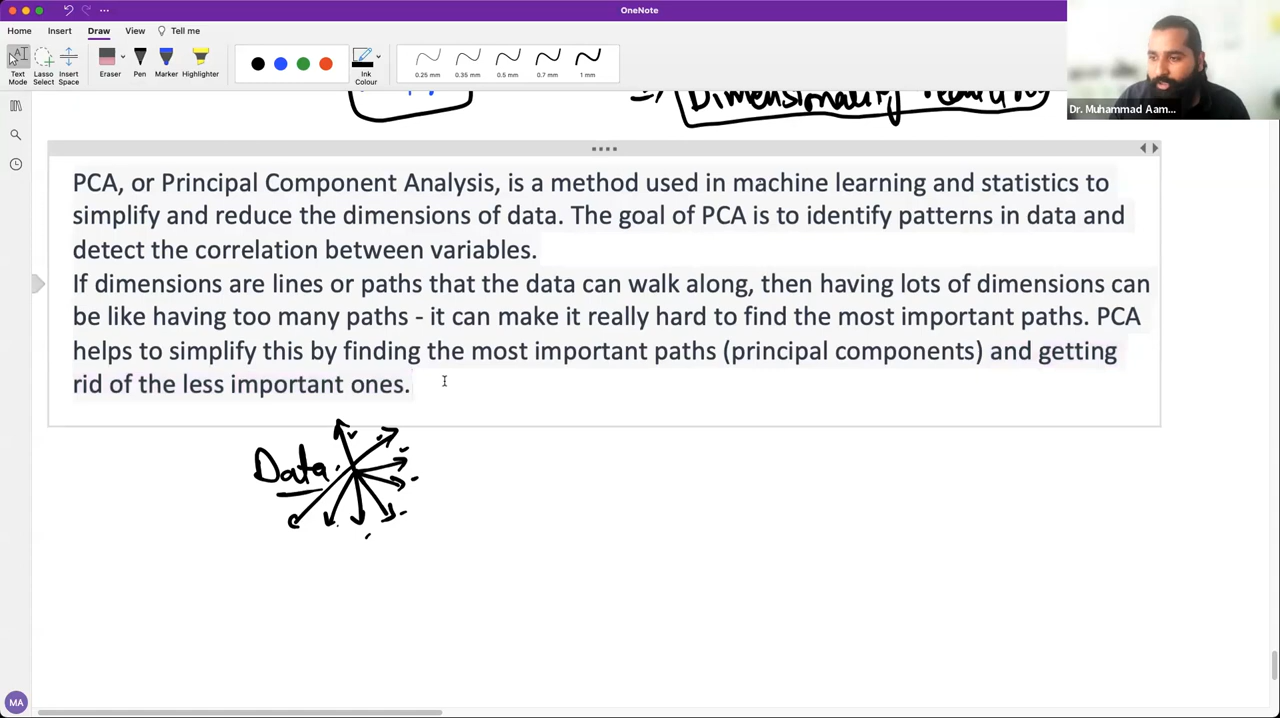 OneNote
Home Insert Draw View Tell me
Text Mode
Lasso Select
Insert Space
Eraser
Pen
Marker
Highlighter
Ink Colour
0.25 mm 0.35 mm 0.5 mm 0.7 mm 1 mm
Dr. Muhammad Aam...
Dimensionality
PCA, or Principal Component Analysis, is a method used in machine learning and statistics to
simplify and reduce the dimensions of data. The goal of PCA is to identify patterns in data and
detect the correlation between variables.
If dimensions are lines or paths that the data can walk along, then having lots of dimensions can
be like having too many paths - it can make it really hard to find the most important paths. PCA
helps to simplify this by finding the most important paths (principal components) and getting
rid of the less important ones.
Data
MA